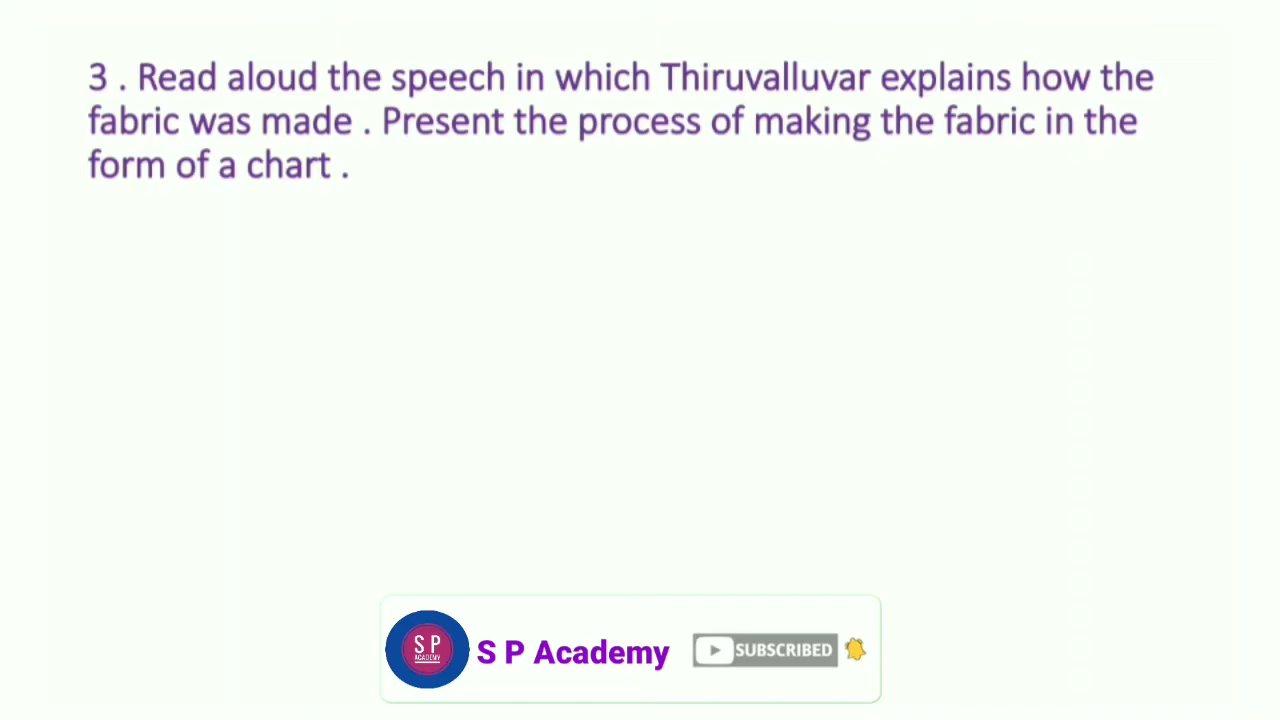 3 . Read aloud the speech in which Thiruvalluvar explains how the
fabric was made . Present the process of making the fabric in the
form of a chart .
S P
ACADEMY
S P Academy
SUBSCRIBED